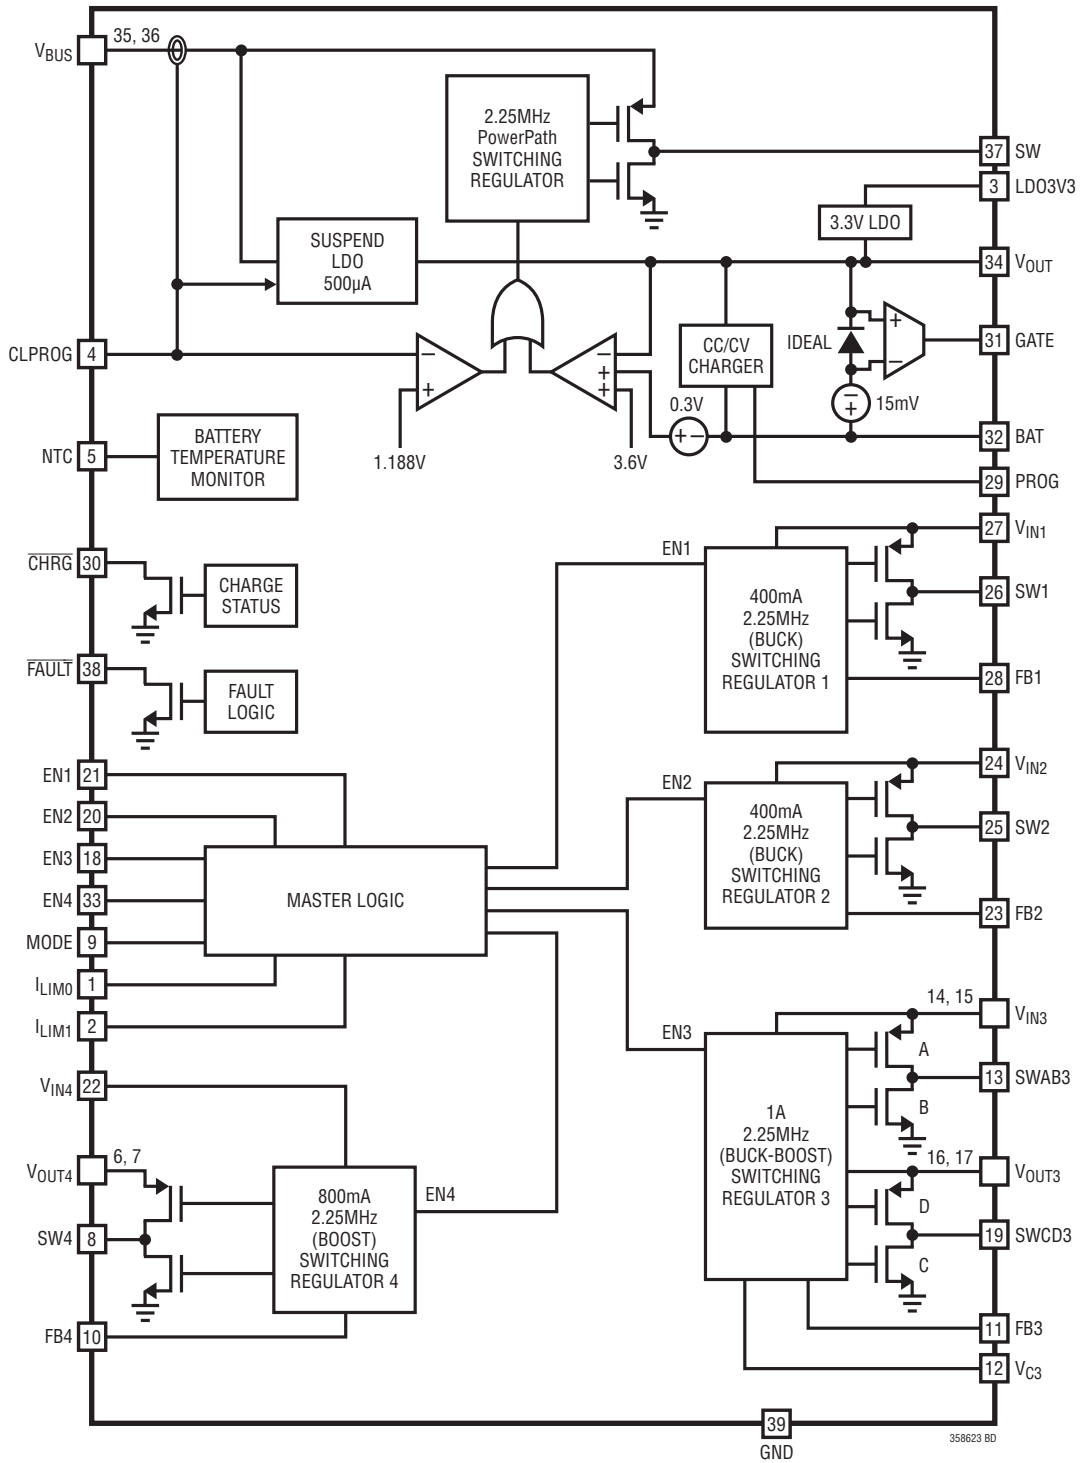 35, 36
VBUS
2.25MHz
PowerPath
SWITCHING
REGULATOR
37 SW
3 LDO3V3
3.3V LDO
SUSPEND
LDO
500µA
34 VOUT
CLPROG 4
−
+
−
+
+
CC/CV
CHARGER
IDEAL
+
−
31 GATE
−
+
15mV
0.3V
+ −
32 BAT
1.188V
3.6V
NTC 5
BATTERY
TEMPERATURE
MONITOR
29 PROG
27 VIN1
EN1
CHRG 30
CHARGE
STATUS
400mA
2.25MHz
(BUCK)
SWITCHING
REGULATOR 1
26 SW1
28 FB1
FAULT 38
FAULT
LOGIC
EN1 21
EN2 20
EN3 18
EN4 33
MODE 9
ILIM0 1
ILIM1 2
MASTER LOGIC
24 VIN2
EN2
400mA
2.25MHz
(BUCK)
SWITCHING
REGULATOR 2
25 SW2
23 FB2
14, 15
VIN3
EN3
A
13 SWAB3
B
1A
2.25MHz
(BUCK-BOOST)
SWITCHING
REGULATOR 3
16, 17
VOUT3
D
19 SWCD3
C
11 FB3
12 VC3
VIN4 22
6, 7
VOUT4
SW4 8
800mA
2.25MHz
(BOOST)
SWITCHING
REGULATOR 4
EN4
FB4 10
39
GND
358623 BD